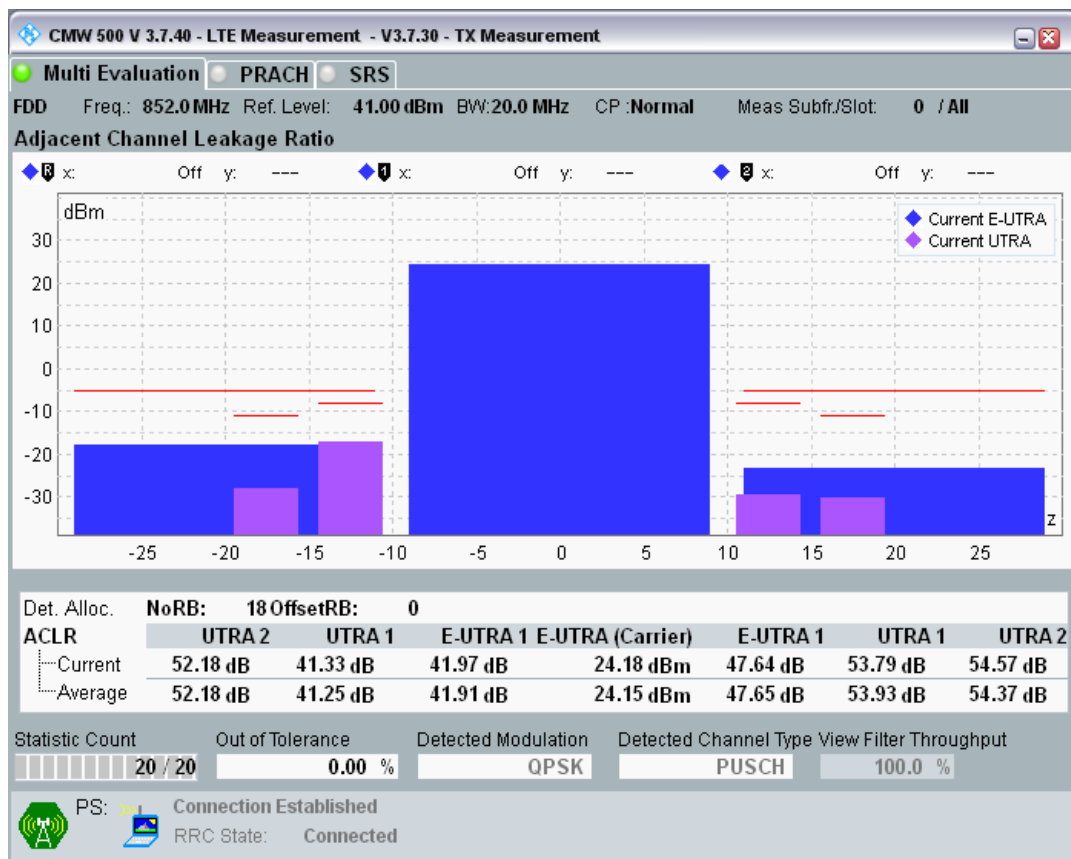 CMW 500 V 3.7.40 - LTE Measurement - V3.7.30 - TX Measurement
Multi Evaluation PRACH SRS
FDD Freq.: 852.0 MHz Ref. Level: 41.00 dBm BW:20.0 MHz CP :Normal Meas Subfr./Slot: 0 / All
Adjacent Channel Leakage Ratio
R x: Off y: --- 1 x: Off y: --- 2 x: Off y: ---
dBm
Current E-UTRA
Current UTRA
30
20
10
0
-10
-20
-30
z
-25 -20 -15 -10 -5 0 5 10 15 20 25
Det. Alloc. NoRB: 18 OffsetRB: 0
ACLR UTRA 2 UTRA 1 E-UTRA 1 E-UTRA (Carrier) E-UTRA 1 UTRA 1 UTRA 2
Current 52.18 dB 41.33 dB 41.97 dB 24.18 dBm 47.64 dB 53.79 dB 54.57 dB
Average 52.18 dB 41.25 dB 41.91 dB 24.15 dBm 47.65 dB 53.93 dB 54.37 dB
Statistic Count Out of Tolerance Detected Modulation Detected Channel Type View Filter Throughput
20 / 20 0.00 % QPSK PUSCH 100.0 %
PS: Connection Established
RRC State: Connected